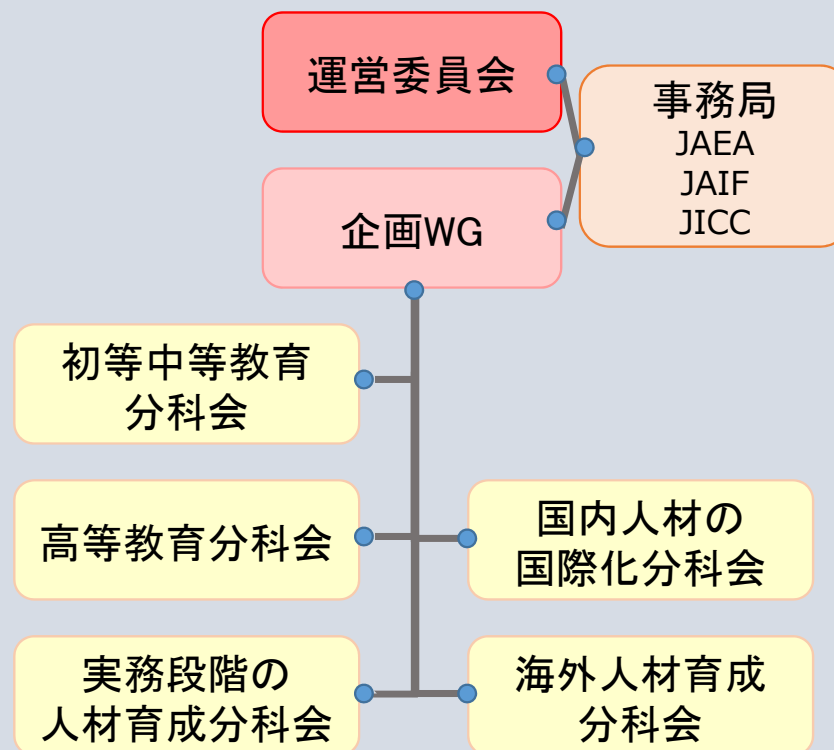 運営委員会
事務局
JAEA
JAIF
JICC
企画WG
初等中等教育
分科会
高等教育分科会
国内人材の
国際化分科会
実務段階の
人材育成分科会
海外人材育成
分科会